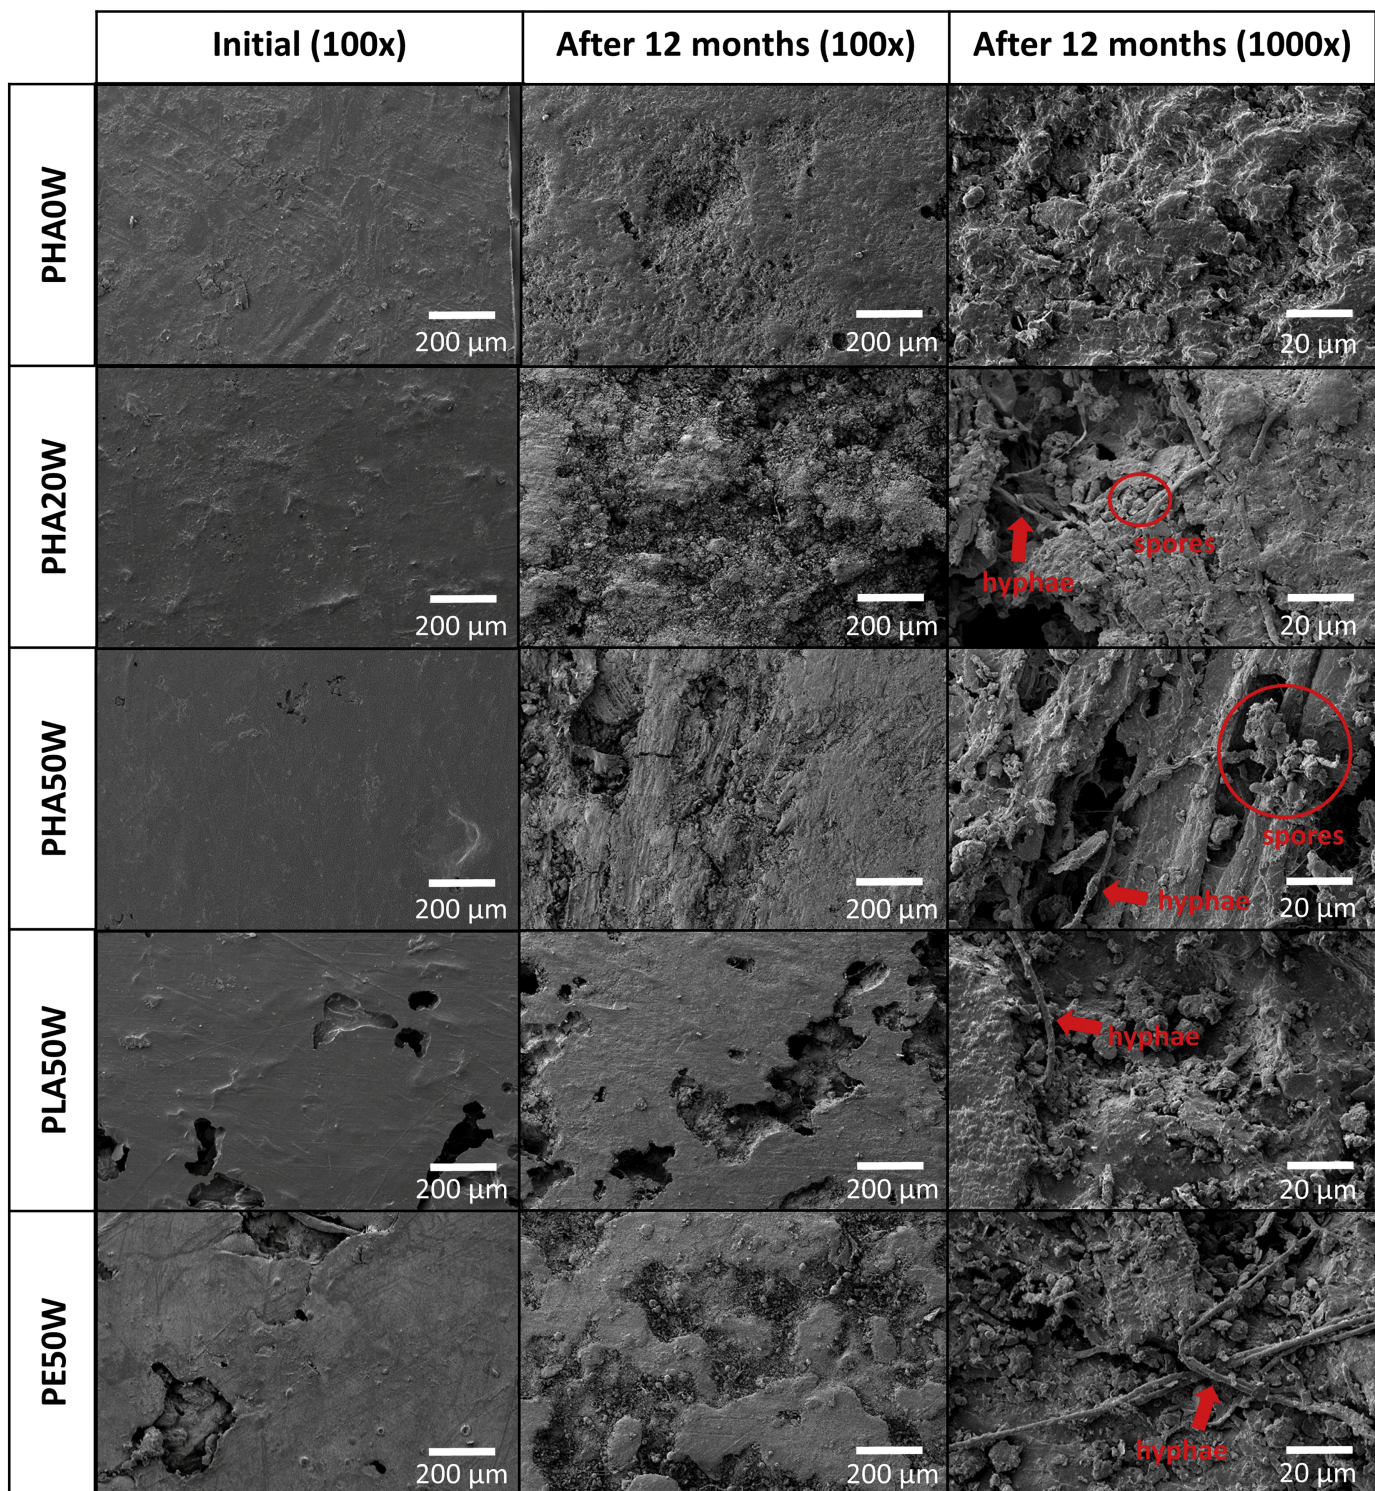 Initial (100x)
After 12 months (100x)
After 12 months (1000x)
PHA0W
200 µm
200 µm
20 µm
PHA20W
200 µm
200 µm
spores
hyphae
20 µm
PHA50W
200 µm
200 µm
spores
hyphae
20 µm
PLA50W
200 µm
200 µm
hyphae
20 µm
PE50W
200 µm
200 µm
hyphae
20 µm